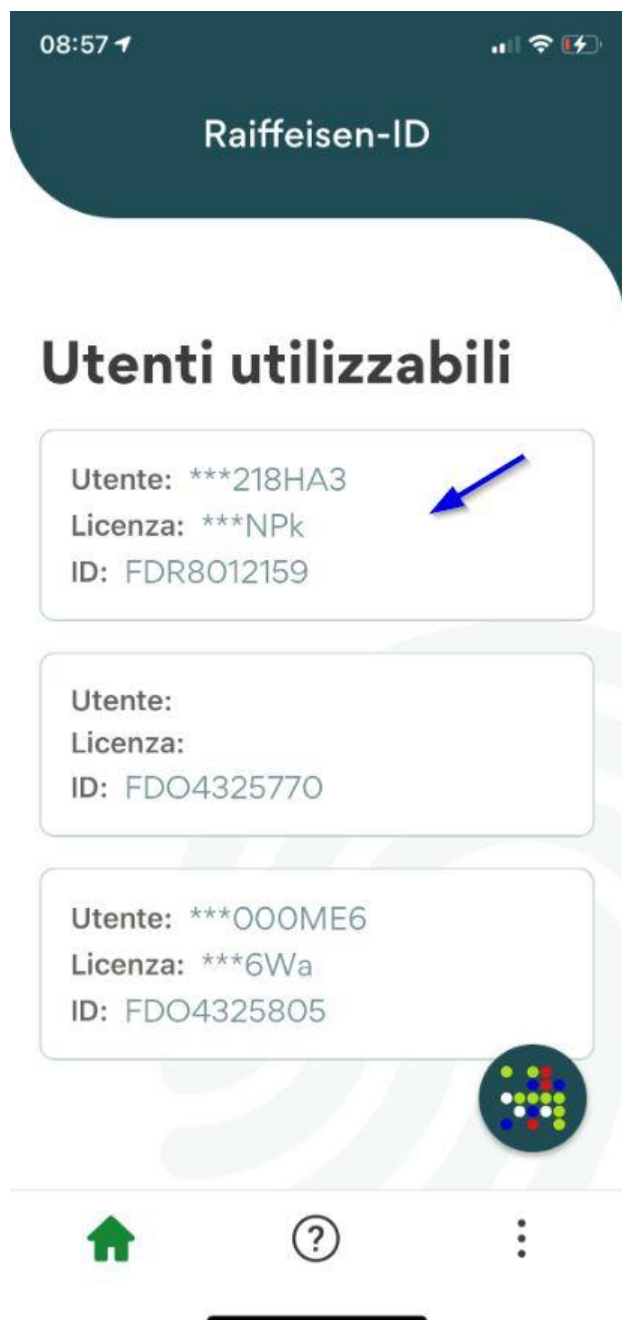 08:57
Raiffeisen-ID
Utenti utilizzabili
Utente: ***218HA3
Licenza: ***NPk
ID: FDR8012159
Utente:
Licenza:
ID: FDO4325770
Utente: ***000ME6
Licenza: ***6Wa
ID: FDO4325805
?